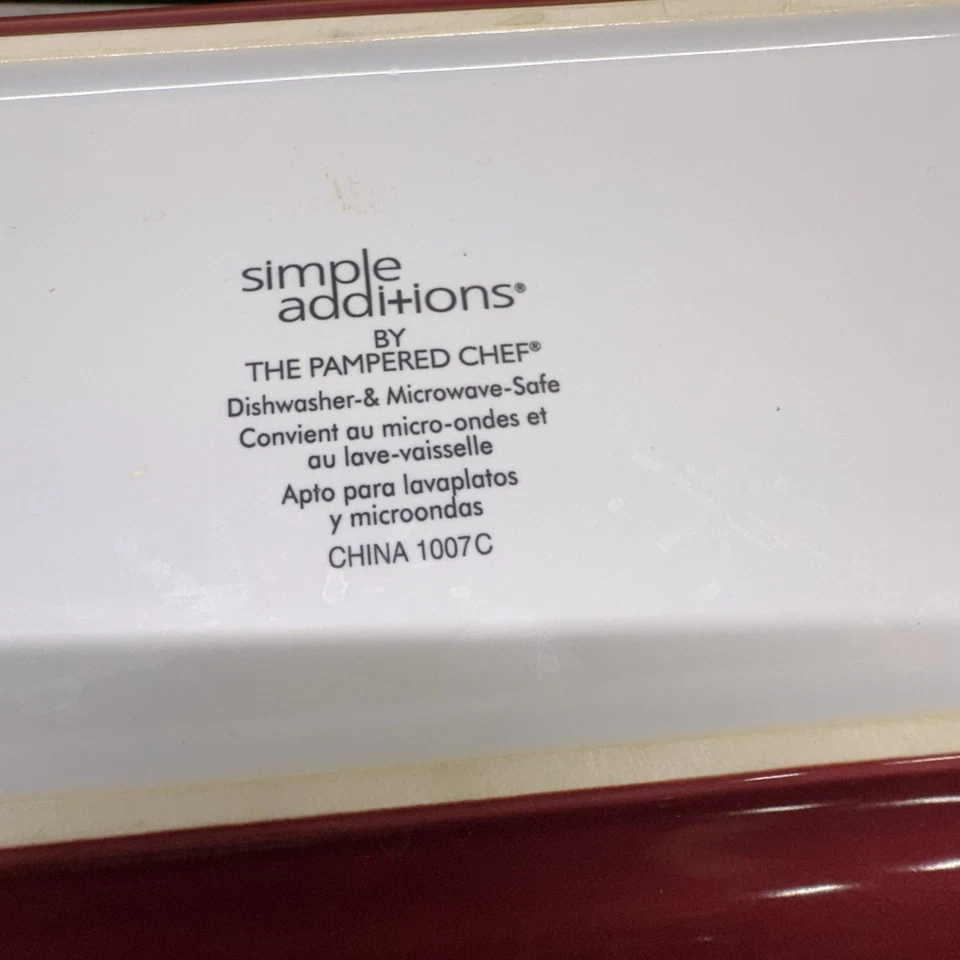 simple
additions®
BY
THE PAMPERED CHEF®
Dishwasher-& Microwave-Safe
Convient au micro-ondes et
au lave-vaisselle
Apto para lavaplatos
y microondas
CHINA 1007C